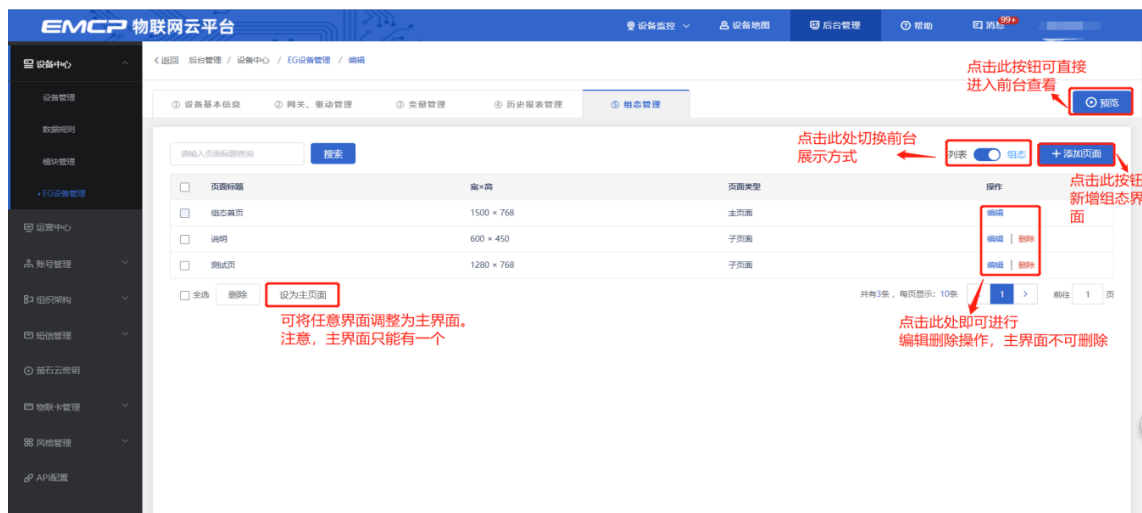 EMCP 物联网云平台
设备监控
设备地图
后台管理
帮助
消息
99+
设备中心
设备管理
数据规则
模块管理
• EG设备管理
运营中心
账号管理
组织架构
短信管理
萤石云密钥
物联卡管理
风格管理
API配置
<返回 后台管理 / 设备中心 / EG设备管理 / 编辑
点击此按钮可直接
进入前台查看
预览
① 设备基本信息
② 网关、驱动管理
③ 变量管理
④ 历史报表管理
⑤ 组态管理
请输入页面标题查询
搜索
点击此处切换前台
展示方式
列表
组态
+ 添加页面
点击此按钮
新增组态界
面
页面标题 宽×高 页面类型 操作
组态首页 1500 × 768 主页面 编辑
说明 600 × 450 子页面 编辑 | 删除
测试页 1280 × 768 子页面 编辑 | 删除
全选
删除
设为主页面
共有3条，每页显示: 10条
1
>
前往 1 页
可将任意界面调整为主界面。
注意，主界面只能有一个
点击此处即可进行
编辑删除操作，主界面不可删除